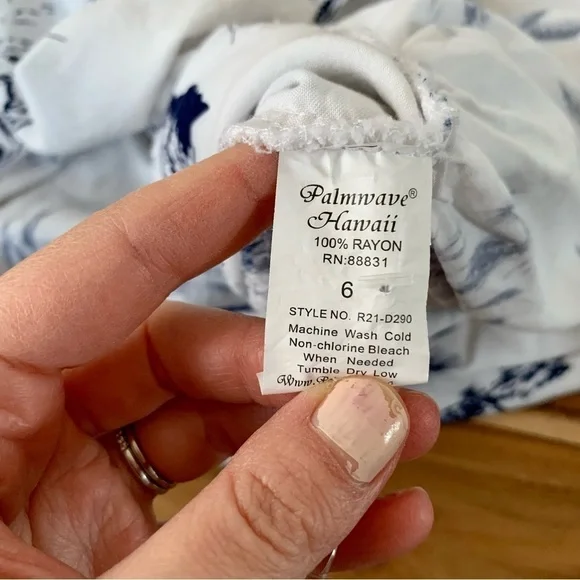 Palmwave®
Hawaii
100% RAYON
RN:88831
6
STYLE NO. R21-D290
Machine Wash Cold
Non-chlorine Bleach
When Needed
Tumble Dry Low